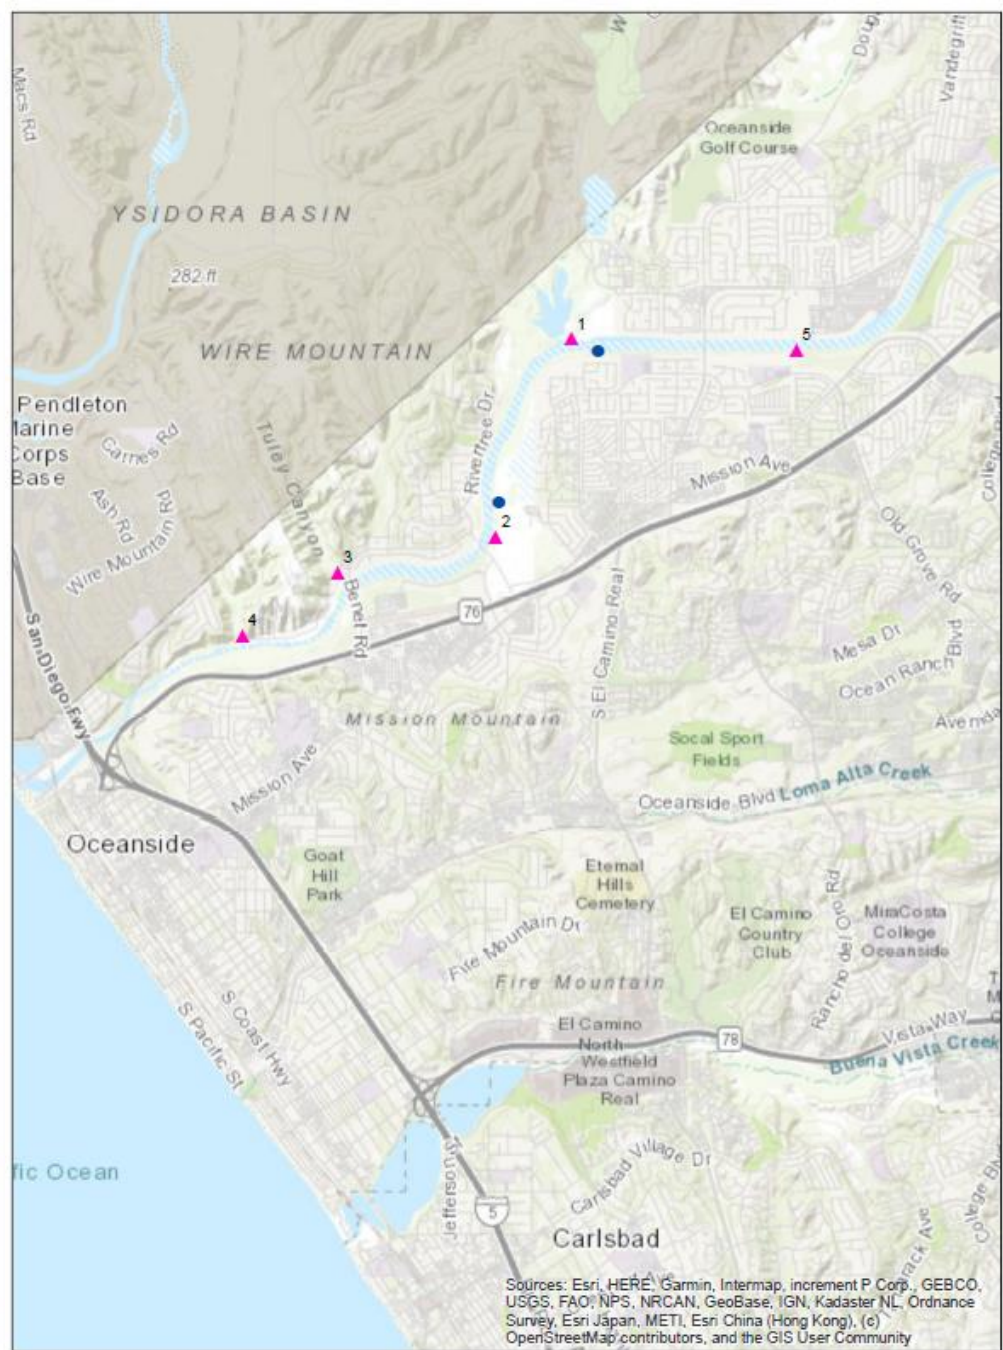 W
Doug
Vandegrift
Macs Rd
Oceanside
Golf Course
YSIDORA BASIN
282 ft
1
5
WIRE MOUNTAIN
Pendleton
Marine
Corps
Base
Carnes Rd
Ash Rd
Wire Mountain Rd
Tuley Canyon
Rivertree Dr
Mission Ave
College
Old Grove Rd
2
3
4
Benet Rd
76
S El Camino Real
Mesa Dr
Ocean Ranch Blvd
Avenida
San Diego Fwy
Mission Mountain
Mission Ave
Socal Sport
Fields
Oceanside Blvd
Loma Alta Creek
Oceanside
Goat
Hill
Park
Eternal
Hills
Cemetery
El Camino
Country
Club
Rancho del Oro Rd
MiraCosta
College
Oceanside
Fire Mountain Dr
Fire Mountain
S Coast Hwy
S Pacific St
El Camino
North
Westfield
Plaza Camino
Real
78
Vista Way
Buena Vista Creek
T
M
C
fic Ocean
Jefferson St
5
Carlsbad Village Dr
Carlsbad
College Bl
Tamarack Ave
Sources: Esri, HERE, Garmin, Intermap, increment P Corp., GEBCO,
USGS, FAO, NPS, NRCAN, GeoBase, IGN, Kadaster NL, Ordnance
Survey, Esri Japan, METI, Esri China (Hong Kong), (c)
OpenStreetMap contributors, and the GIS User Community